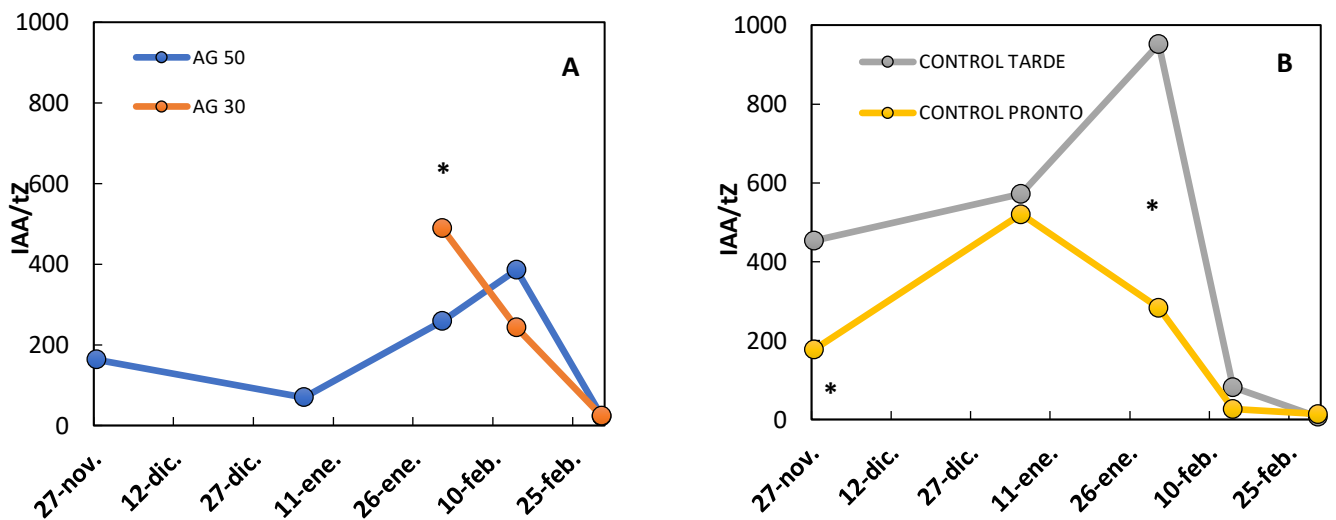 1000
800
600
400
200
0
IAA/tZ
AG 50
AG 30
A
*
27-nov.
12-dic.
27-dic.
11-ene.
26-ene.
10-feb.
25-feb.
1000
800
600
400
200
0
IAA/tZ
CONTROL TARDE
CONTROL PRONTO
B
*
*
27-nov.
12-dic.
27-dic.
11-ene.
26-ene.
10-feb.
25-feb.